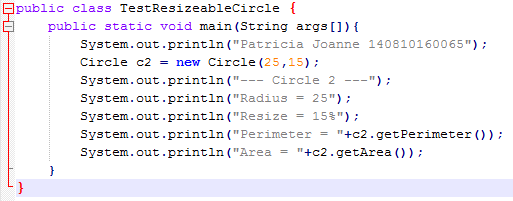 public class TestResizeableCircle {
public static void main(String args[]){
System.out.println("Patricia Joanne 140810160065");
Circle c2 = new Circle(25,15);
System.out.println("--- Circle 2 ---");
System.out.println("Radius = 25");
System.out.println("Resize = 15%");
System.out.println("Perimeter = "+c2.getPerimeter());
System.out.println("Area = "+c2.getArea());
}
}